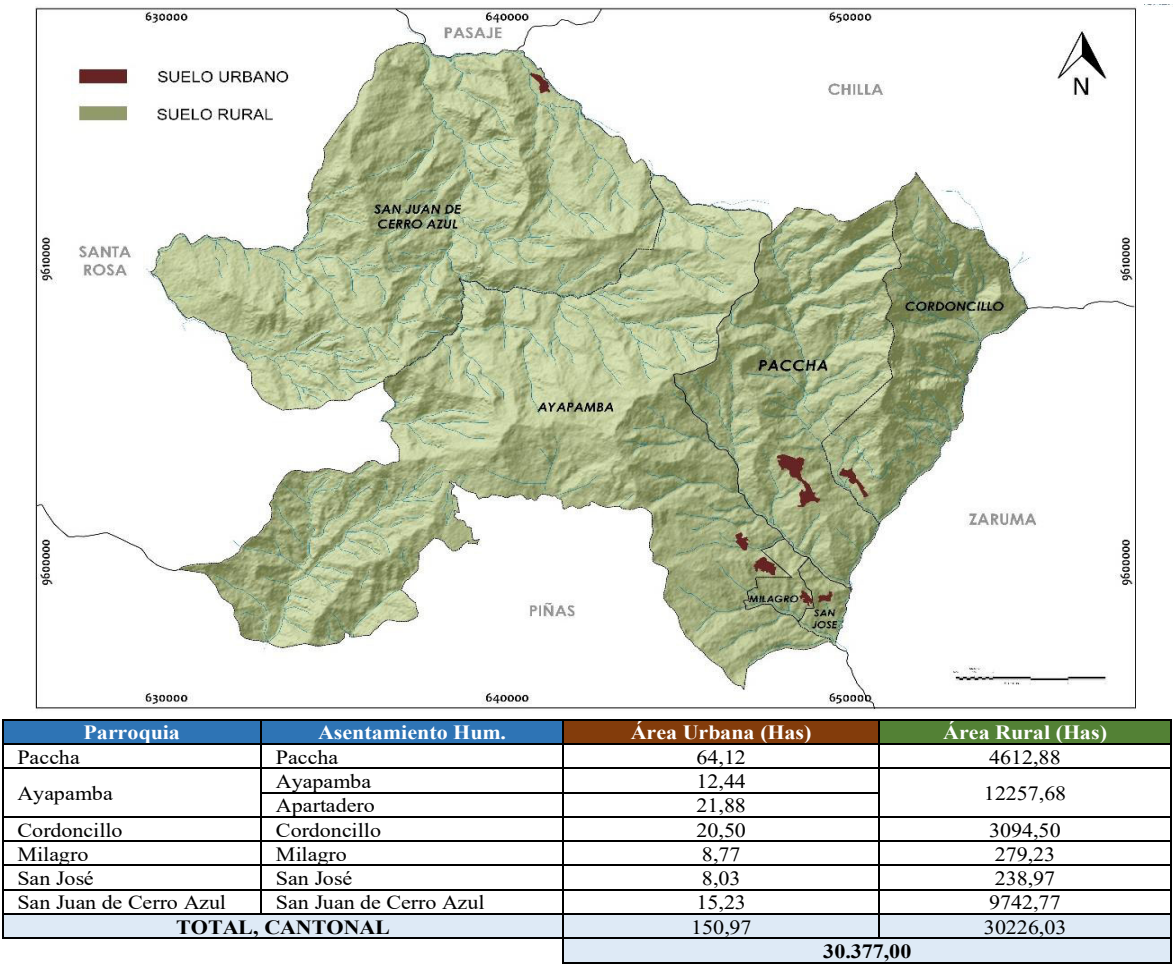 630000
640000
650000
PASAJE
SUELO URBANO
SUELO RURAL
CHILLA
N
SAN JUAN DE
CERRO AZUL
SANTA
ROSA
9610000
9610000
CORDONCILLO
PACCHA
AYAPAMBA
ZARUMA
9600000
9600000
PIÑAS
MILAGRO
SAN
JOSE
630000
640000
650000
Parroquia Asentamiento Hum. Área Urbana (Has) Área Rural (Has)
Paccha Paccha 64,12 4612,88
Ayapamba Ayapamba 12,44 12257,68
Apartadero 21,88
Cordoncillo Cordoncillo 20,50 3094,50
Milagro Milagro 8,77 279,23
San José San José 8,03 238,97
San Juan de Cerro Azul San Juan de Cerro Azul 15,23 9742,77
TOTAL, CANTONAL 150,97 30226,03
30.377,00